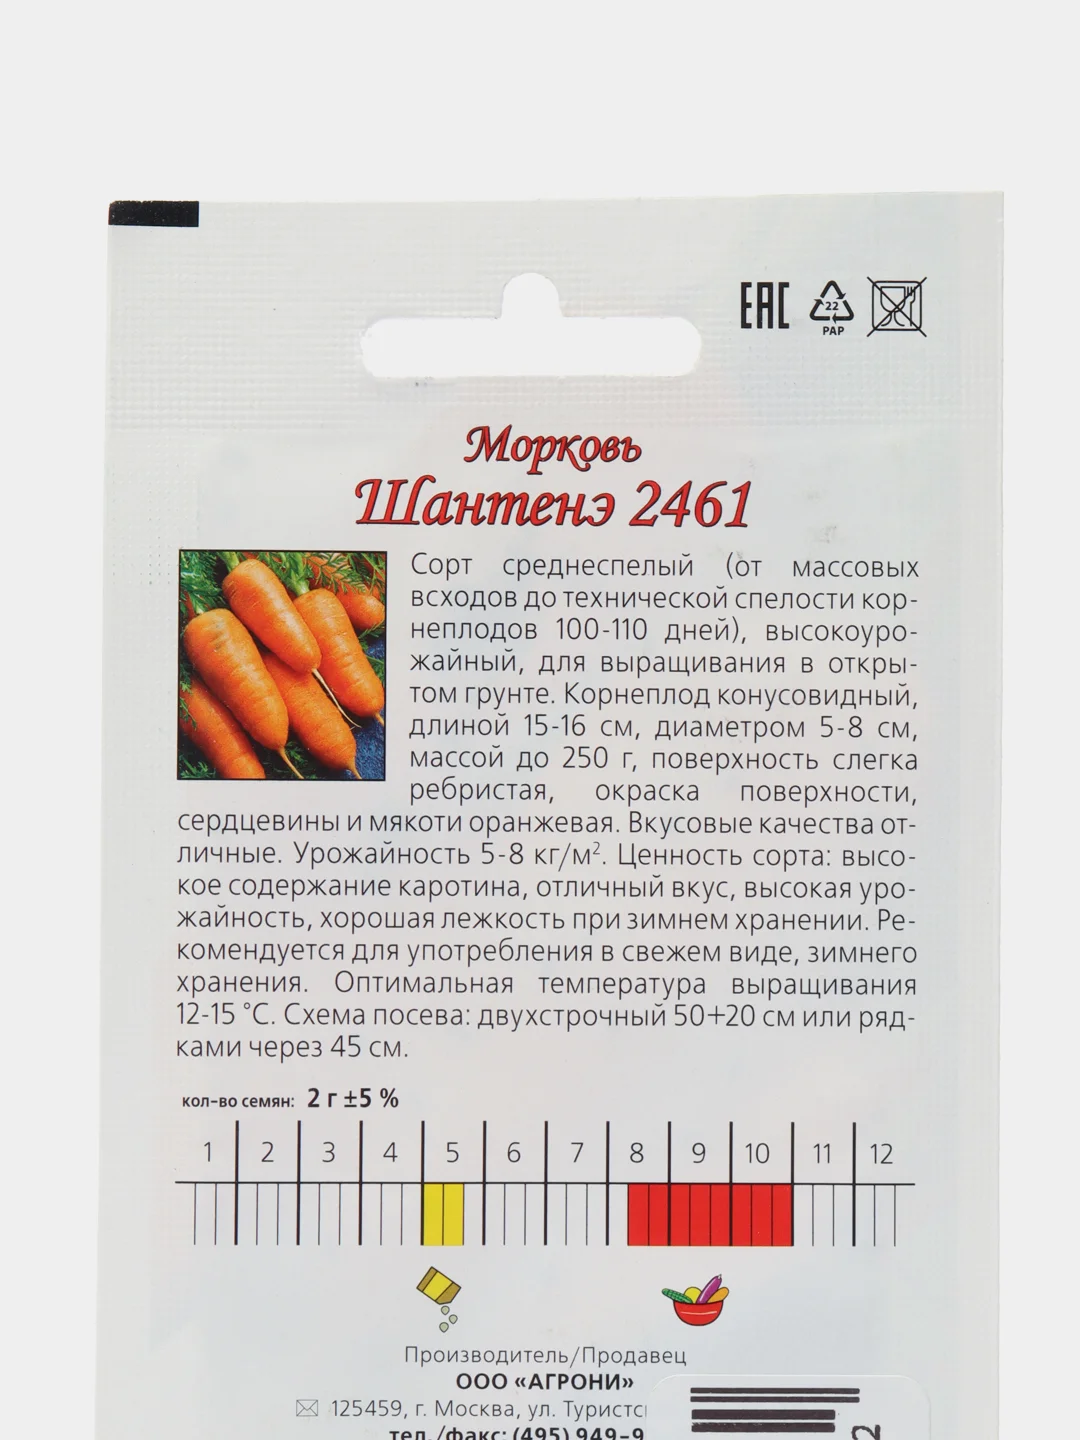 EAC
22
PAP
Морковь
Шантенэ 2461
Сорт среднеспелый (от массовых
всходов до технической спелости кор-
неплодов 100-110 дней), высокоуро-
жайный, для выращивания в откры-
том грунте. Корнеплод конусовидный,
длиной 15-16 см, диаметром 5-8 см,
массой до 250 г, поверхность слегка
ребристая, окраска поверхности,
сердцевины и мякоти оранжевая. Вкусовые качества от-
личные. Урожайность 5-8 кг/м². Ценность сорта: высо-
кое содержание каротина, отличный вкус, высокая уро-
жайность, хорошая лежкость при зимнем хранении. Ре-
комендуется для употребления в свежем виде, зимнего
хранения. Оптимальная температура выращивания
12-15 °С. Схема посева: двухстрочный 50+20 см или ряд-
ками через 45 см.
кол-во семян: 2 г ±5 %
1 2 3 4 5 6 7 8 9 10 11 12
Производитель/Продавец
ООО «АГРОНИ»
125459, г. Москва, ул. Туристс
тел./факс: (495) 949-9
2